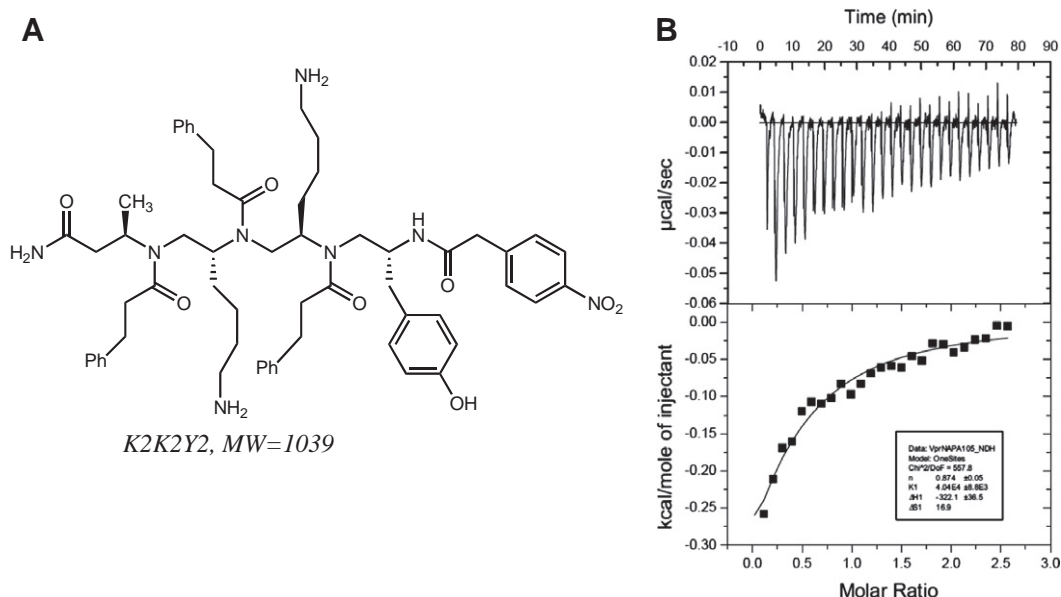 A
NH2
Ph
O
O
CH3
H2N
N
N
N
H
N
O
O
O
NO2
Ph
Ph
NH2
OH
K2K2Y2, MW=1039
B
Time (min)
-10 0 10 20 30 40 50 60 70 80 90
0.02
0.01
0.00
-0.01
-0.02
-0.03
-0.04
-0.05
-0.06
µcal/sec
0.00
-0.05
-0.10
-0.15
-0.20
-0.25
-0.30
kcal/mole of injectant
Data: VprNAPA105_NDH
Model: OneSites
Chi^2/DoF = 557.8
n 0.874 ±0.05
K1 4.04E4 ±8.8E3
ΔH1 -322.1 ±36.5
ΔS1 16.9
0.0 0.5 1.0 1.5 2.0 2.5 3.0
Molar Ratio